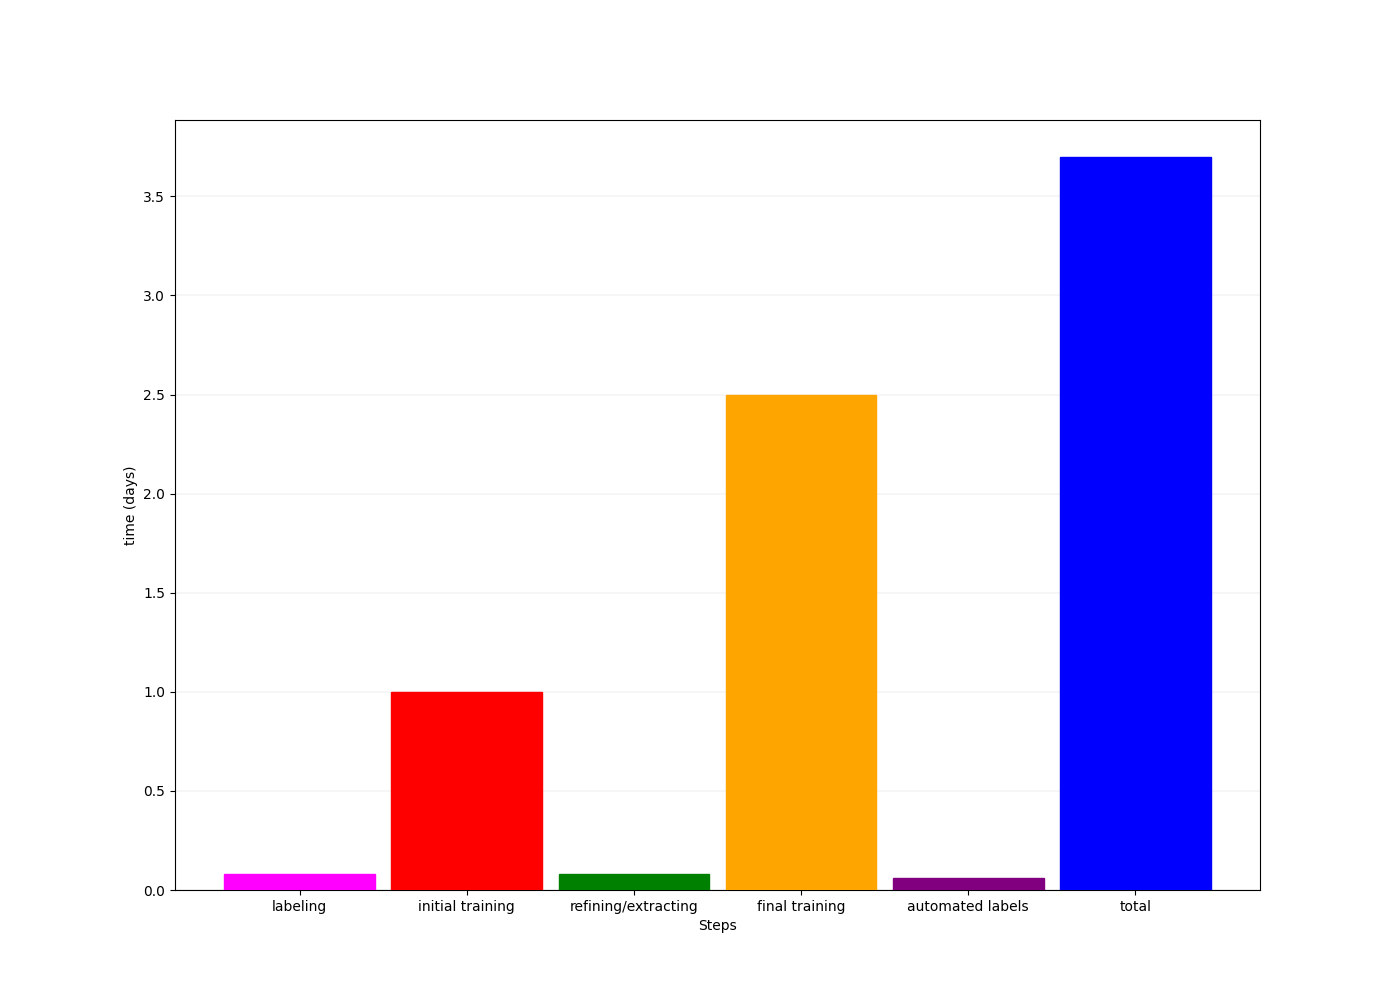 3.5
3.0
2.5
2.0
1.5
1.0
0.5
0.0
time (days)
labeling initial training refining/extracting final training automated labels total
Steps